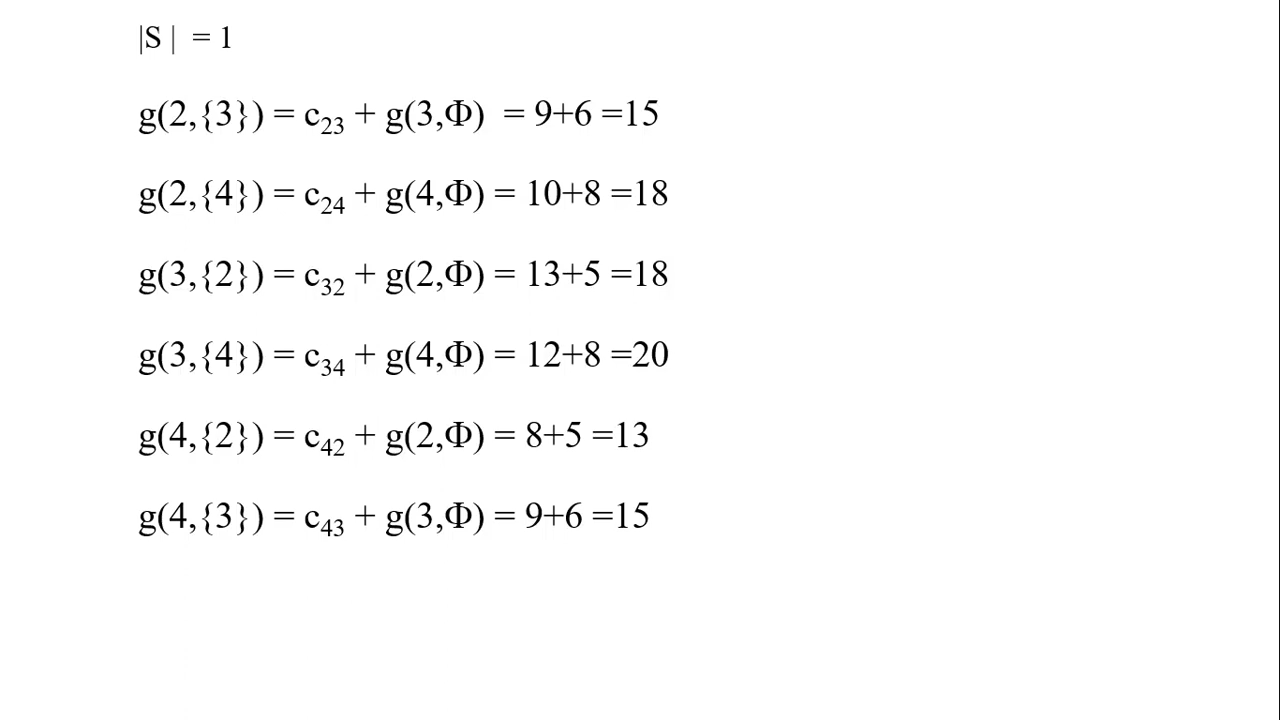 |S | = 1
g(2,{3}) = c₂₃ + g(3,Φ) = 9+6 =15
g(2,{4}) = c₂₄ + g(4,Φ) = 10+8 =18
g(3,{2}) = c₃₂ + g(2,Φ) = 13+5 =18
g(3,{4}) = c₃₄ + g(4,Φ) = 12+8 =20
g(4,{2}) = c₄₂ + g(2,Φ) = 8+5 =13
g(4,{3}) = c₄₃ + g(3,Φ) = 9+6 =15